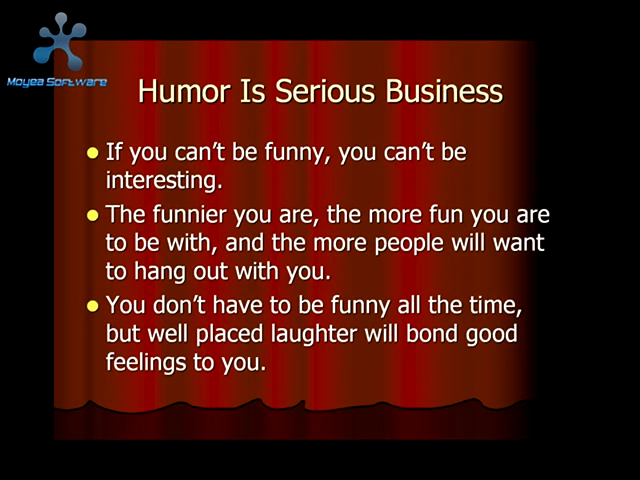 Moyea Software
Humor Is Serious Business
If you can’t be funny, you can’t be
interesting.
The funnier you are, the more fun you are
to be with, and the more people will want
to hang out with you.
You don’t have to be funny all the time,
but well placed laughter will bond good
feelings to you.